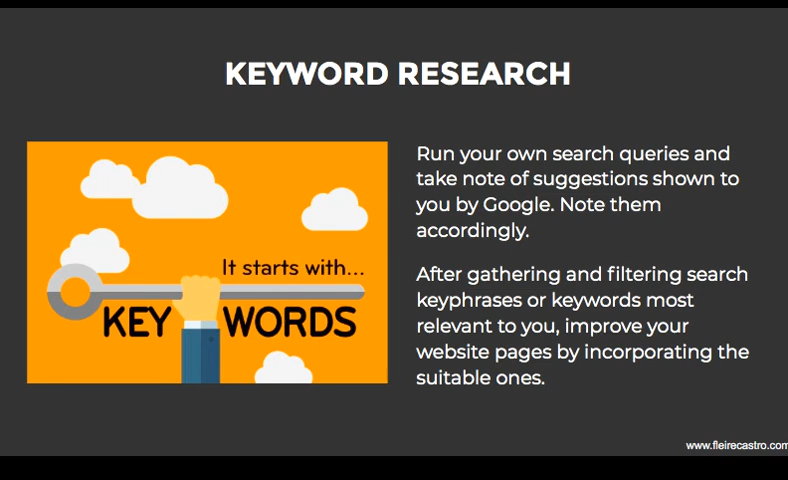 KEYWORD RESEARCH
It starts with...
KEY WORDS
Run your own search queries and
take note of suggestions shown to
you by Google. Note them
accordingly.
After gathering and filtering search
keyphrases or keywords most
relevant to you, improve your
website pages by incorporating the
suitable ones.
www.fleirecastro.com